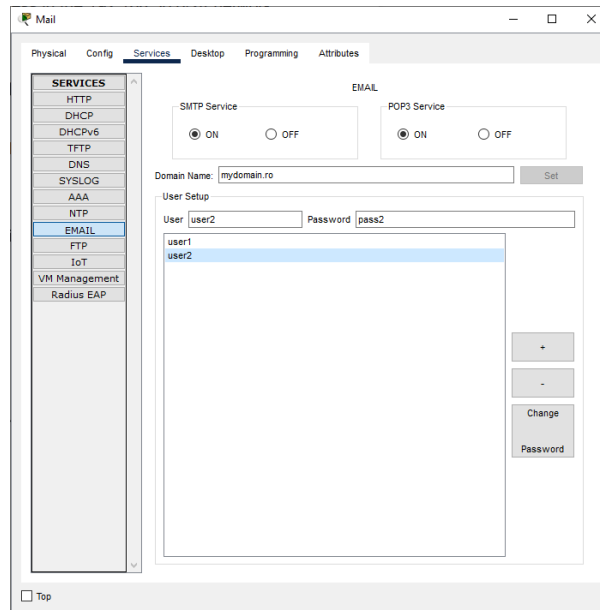 Mail
Physical Config Services Desktop Programming Attributes
SERVICES
HTTP
DHCP
DHCPv6
TFTP
DNS
SYSLOG
AAA
NTP
EMAIL
FTP
IoT
VM Management
Radius EAP
EMAIL
SMTP Service
ON OFF
POP3 Service
ON OFF
Domain Name: mydomain.ro Set
User Setup
User user2 Password pass2
user1
user2
+
-
Change
Password
Top